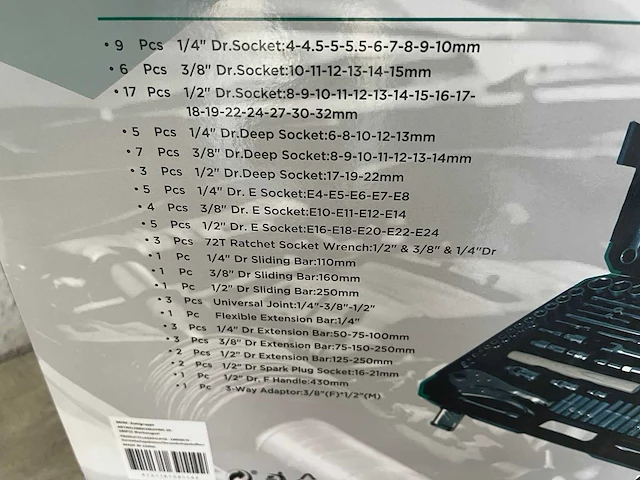 • 9 Pcs 1/4" Dr.Socket:4-4.5-5-5.5-6-7-8-9-10mm
• 6 Pcs 3/8" Dr.Socket:10-11-12-13-14-15mm
• 17 Pcs 1/2" Dr.Socket:8-9-10-11-12-13-14-15-16-17-
18-19-22-24-27-30-32mm
• 5 Pcs 1/4" Dr.Deep Socket:6-8-10-12-13mm
• 7 Pcs 3/8" Dr.Deep Socket:8-9-10-11-12-13-14mm
• 3 Pcs 1/2" Dr.Deep Socket:17-19-22mm
• 5 Pcs 1/4" Dr. E Socket:E4-E5-E6-E7-E8
• 4 Pcs 3/8" Dr. E Socket:E10-E11-E12-E14
• 5 Pcs 1/2" Dr. E Socket:E16-E18-E20-E22-E24
• 3 Pcs 72T Ratchet Socket Wrench:1/2" & 3/8" & 1/4"Dr
• 1 Pc 1/4" Dr Sliding Bar:110mm
• 1 Pc 3/8" Dr Sliding Bar:160mm
• 1 Pc 1/2" Dr Sliding Bar:250mm
• 3 Pcs Universal Joint:1/4"-3/8"-1/2"
• 1 Pc Flexible Extension Bar:1/4"
• 3 Pcs 1/4" Dr Extension Bar:50-75-100mm
• 3 Pcs 3/8" Dr Extension Bar:75-150-250mm
• 2 Pcs 1/2" Dr Extension Bar:125-250mm
• 2 Pcs 1/2" Dr Spark Plug Socket:16-21mm
• 1 Pc 1/2" Dr. F Handle:430mm
• 1 Pc 3-Way Adaptor:3/8"(F)*1/2"(M)